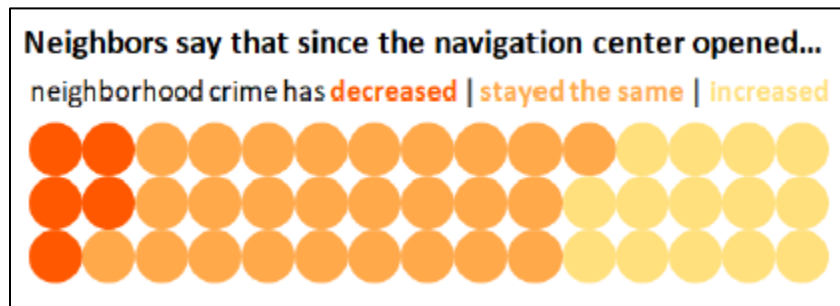 Neighbors say that since the navigation center opened...
neighborhood crime has decreased | stayed the same | increased